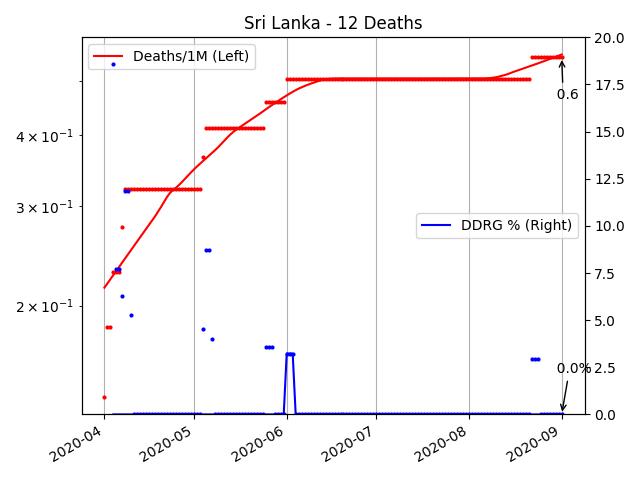 Sri Lanka - 12 Deaths
Deaths/1M (Left)
DDRG % (Right)
4 × 10⁻¹
3 × 10⁻¹
2 × 10⁻¹
20.0
17.5
15.0
12.5
10.0
7.5
5.0
2.5
0.0
0.6
0.0%
2020-04
2020-05
2020-06
2020-07
2020-08
2020-09